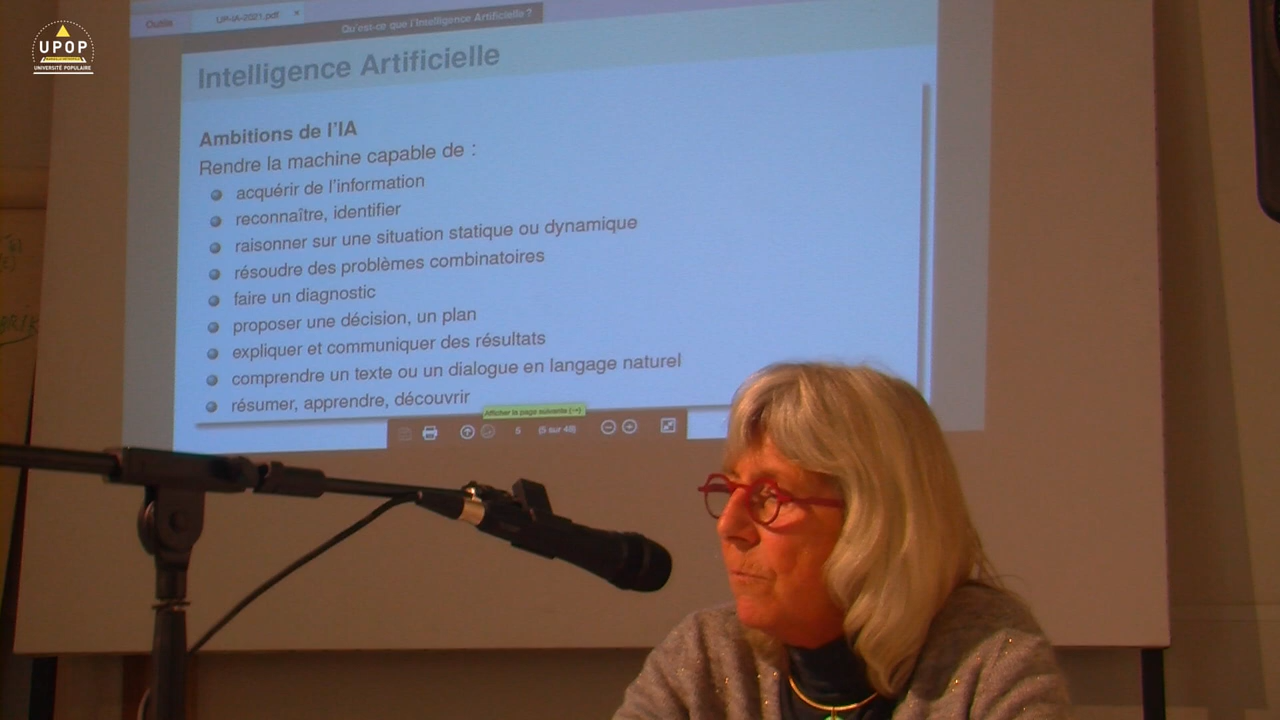 UPOP
UNIVERSITÉ POPULAIRE
Outils
UP-IA-2021.pdf
Qu'est-ce que l'Intelligence Artificielle ?
Intelligence Artificielle
Ambitions de l'IA
Rendre la machine capable de :
acquérir de l'information
reconnaître, identifier
raisonner sur une situation statique ou dynamique
résoudre des problèmes combinatoires
faire un diagnostic
proposer une décision, un plan
expliquer et communiquer des résultats
comprendre un texte ou un dialogue en langage naturel
résumer, apprendre, découvrir
Afficher la page suivante (→)
5 (5 sur 48)